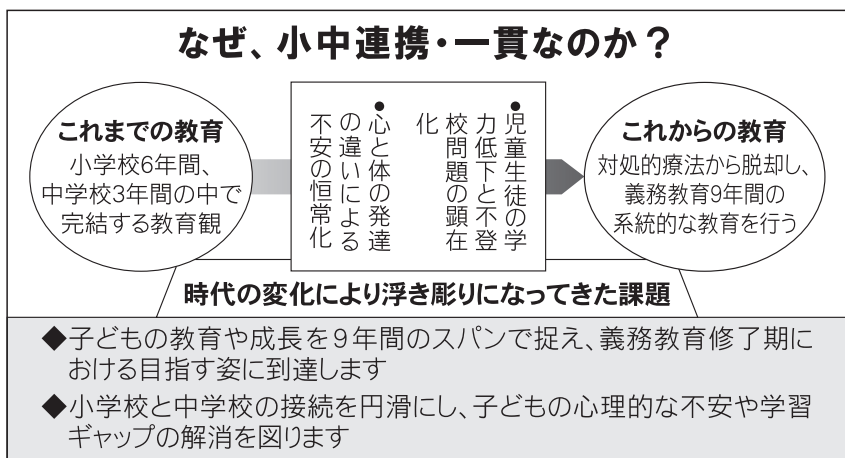 なぜ、小中連携・一貫なのか？
これまでの教育
小学校6年間、
中学校3年間の中で
完結する教育観
●児童生徒の学
力低下と不登
校問題の顕在
化
●心と体の発達
の違いによる
不安の恒常化
これからの教育
対処的療法から脱却し、
義務教育9年間の
系統的な教育を行う
時代の変化により浮き彫りになってきた課題
◆子どもの教育や成長を9年間のスパンで捉え、義務教育修了期に
おける目指す姿に到達します
◆小学校と中学校の接続を円滑にし、子どもの心理的な不安や学習
ギャップの解消を図ります